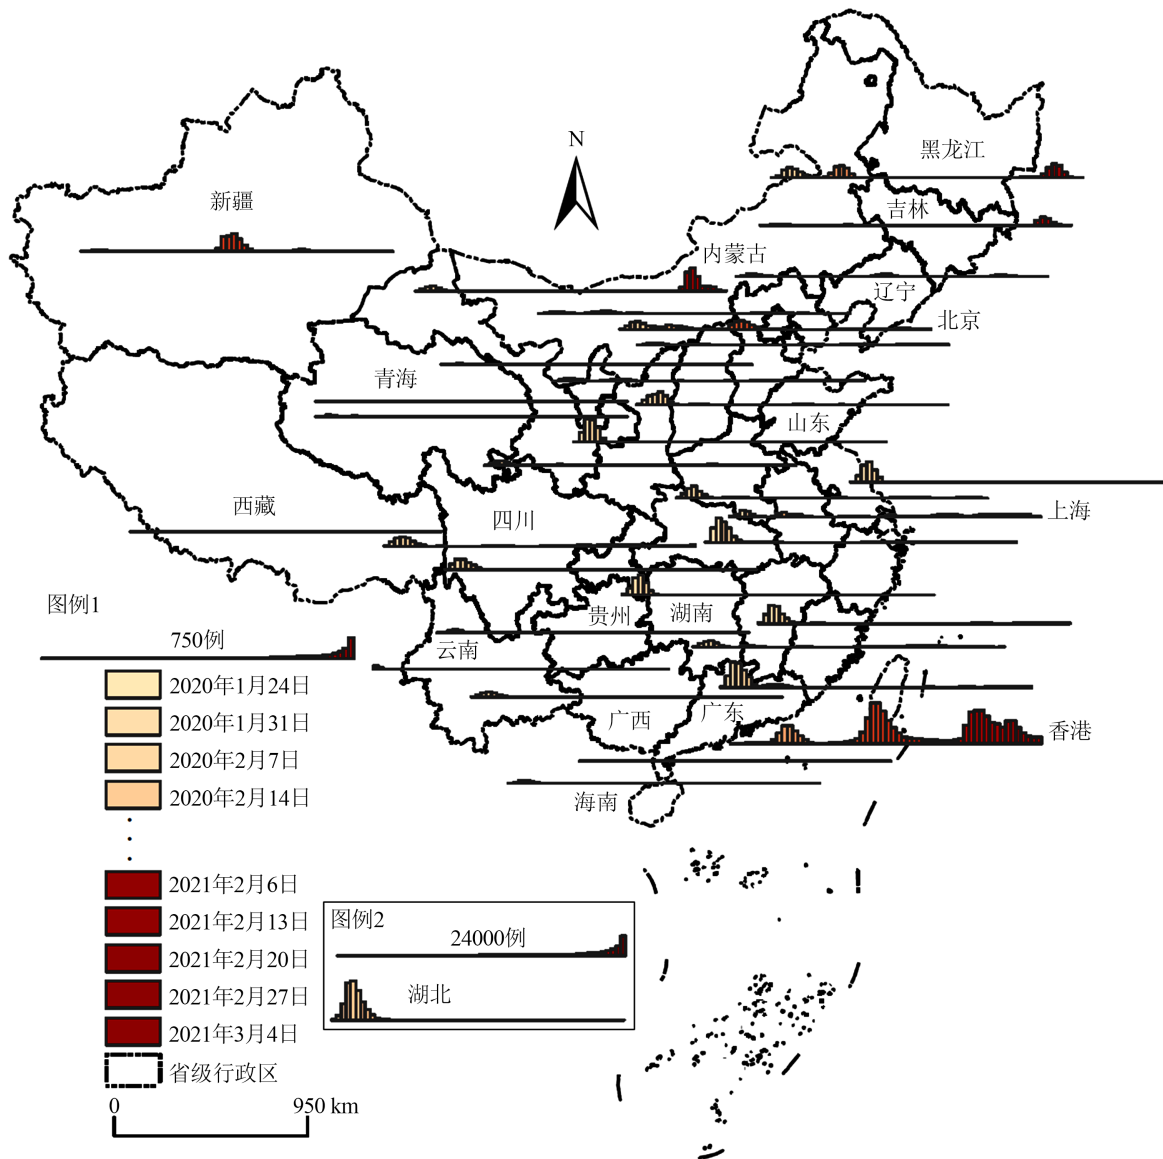 N
黑龙江
吉林
新疆
内蒙古
辽宁
北京
青海
山东
西藏
四川
上海
图例1
贵州
湖南
750例
云南
2020年1月24日
广西
广东
2020年1月31日
香港
2020年2月7日
2020年2月14日
海南
2021年2月6日
2021年2月13日
2021年2月20日
2021年2月27日
2021年3月4日
省级行政区
图例2
24000例
湖北
0
950 km